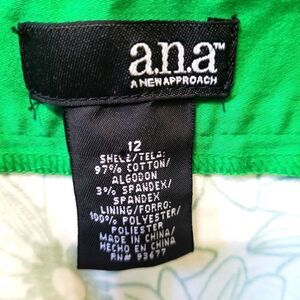 a.n.a™
A NEW APPROACH
12
SHELL/TELA:
97% COTTON/
ALGODON
3% SPANDEX/
SPANDEX
LINING/FORRO:
100% POLYESTER/
POLIESTER
MADE IN CHINA/
HECHO EN CHINA
RN# 93677